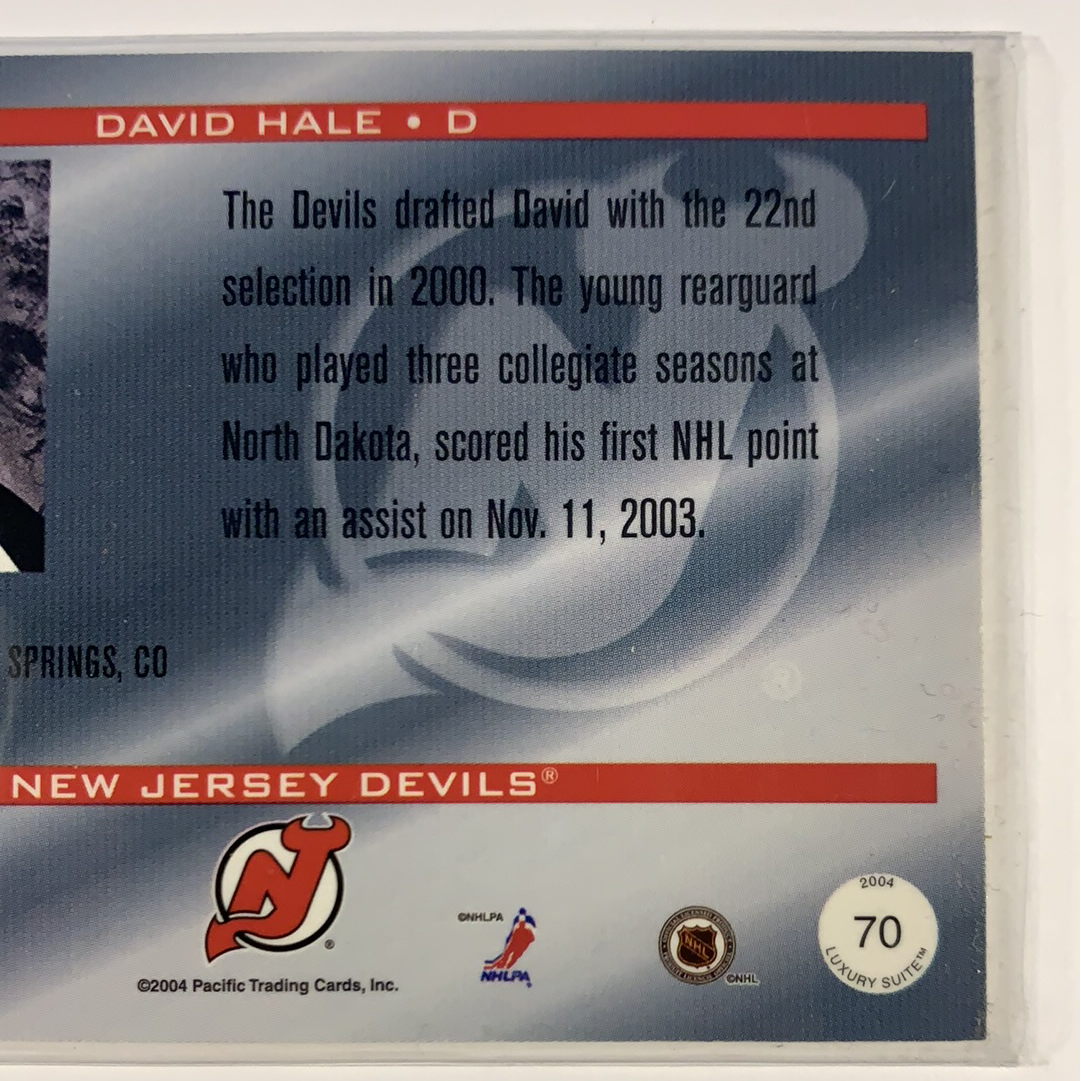 DAVID HALE • D
The Devils drafted David with the 22nd
selection in 2000. The young rearguard
who played three collegiate seasons at
North Dakota, scored his first NHL point
with an assist on Nov. 11, 2003.
SPRINGS, CO
NEW JERSEY DEVILS®
®
©NHLPA
NHLPA
NHL
©NHL
2004
70
LUXURY SUITE™
©2004 Pacific Trading Cards, Inc.